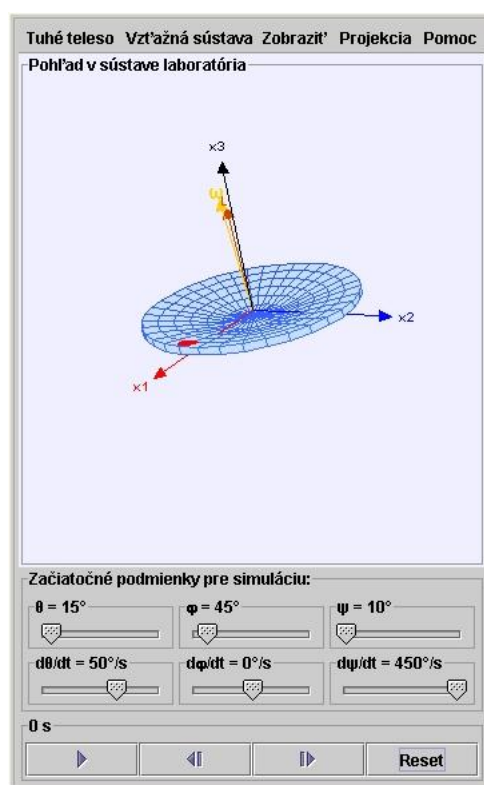 Tuhé teleso Vzťažná sústava Zobraziť Projekcia Pomoc
Pohľad v sústave laboratória
x3
ω
x2
x1
Začiatočné podmienky pre simuláciu:
θ = 15° φ = 45° ψ = 10°
dθ/dt = 50°/s dφ/dt = 0°/s dψ/dt = 450°/s
0 s
Reset